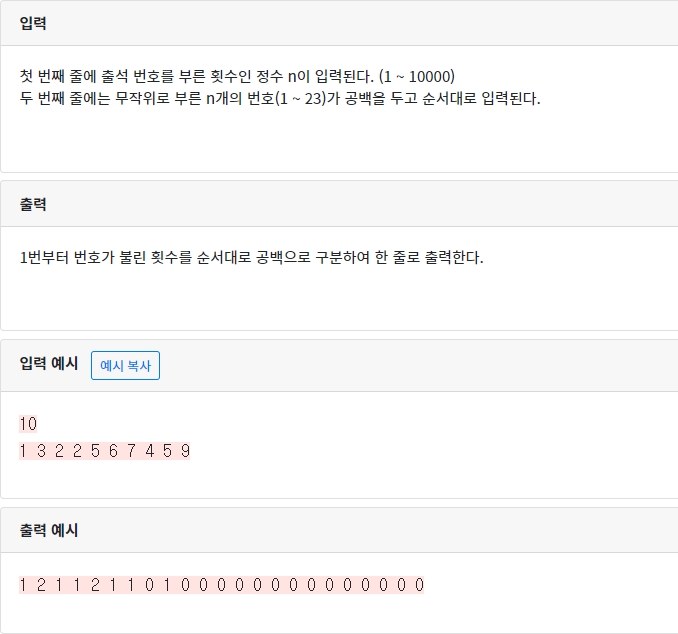 입력
첫 번째 줄에 출석 번호를 부른 횟수인 정수 n이 입력된다. (1 ~ 10000)
두 번째 줄에는 무작위로 부른 n개의 번호(1 ~ 23)가 공백을 두고 순서대로 입력된다.
출력
1번부터 번호가 불린 횟수를 순서대로 공백으로 구분하여 한 줄로 출력한다.
입력 예시 예시 복사
10
1 3 2 2 5 6 7 4 5 9
출력 예시
1 2 1 1 2 1 1 0 1 0 0 0 0 0 0 0 0 0 0 0 0 0 0